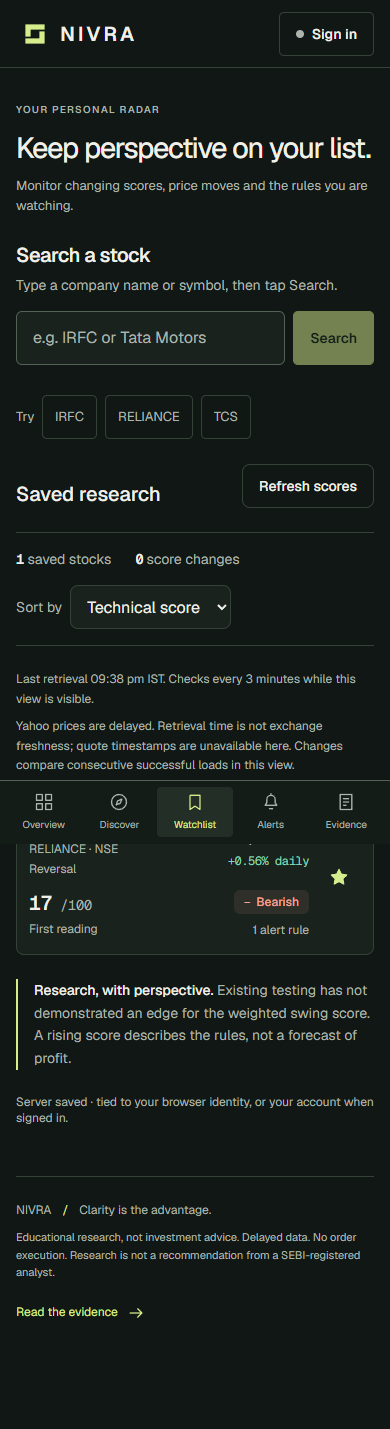 NIVRA
Sign in
YOUR PERSONAL RADAR
Keep perspective on your list.
Monitor changing scores, price moves and the rules you are
watching.
Search a stock
Type a company name or symbol, then tap Search.
e.g. IRFC or Tata Motors
Search
Try
IRFC
RELIANCE
TCS
Saved research
Refresh scores
1 saved stocks
0 score changes
Sort by
Technical score
Last retrieval 09:38 pm IST. Checks every 3 minutes while this
view is visible.
Yahoo prices are delayed. Retrieval time is not exchange
freshness; quote timestamps are unavailable here. Changes
compare consecutive successful loads in this view.
Overview
Discover
Watchlist
Alerts
Evidence
RELIANCE · NSE
Reversal
+0.56% daily
17 /100
– Bearish
First reading
1 alert rule
Research, with perspective. Existing testing has not
demonstrated an edge for the weighted swing score.
A rising score describes the rules, not a forecast of
profit.
Server saved · tied to your browser identity, or your account when
signed in.
NIVRA / Clarity is the advantage.
Educational research, not investment advice. Delayed data. No order
execution. Research is not a recommendation from a SEBI-registered
analyst.
Read the evidence →